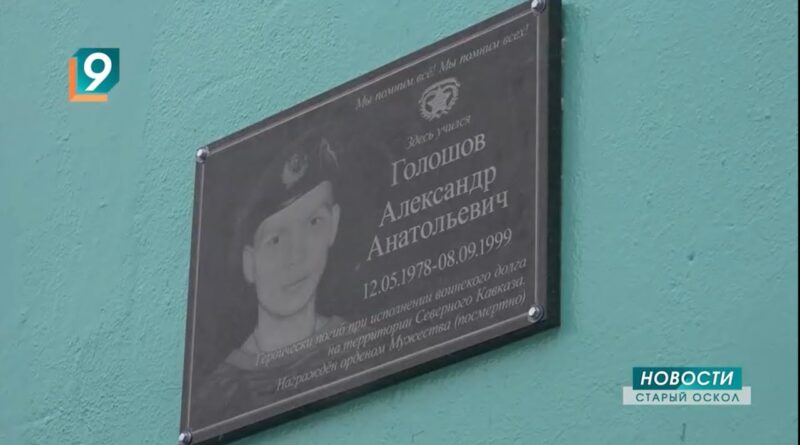 9
Мы помним всё! Мы помним всех!
Здесь учился
Голошов
Александр
Анатольевич
12.05.1978-08.09.1999
Героически погиб при исполнении воинского долга
на территории Северного Кавказа.
Награждён орденом Мужества (посмертно)
НОВОСТИ
СТАРЫЙ ОСКОЛ